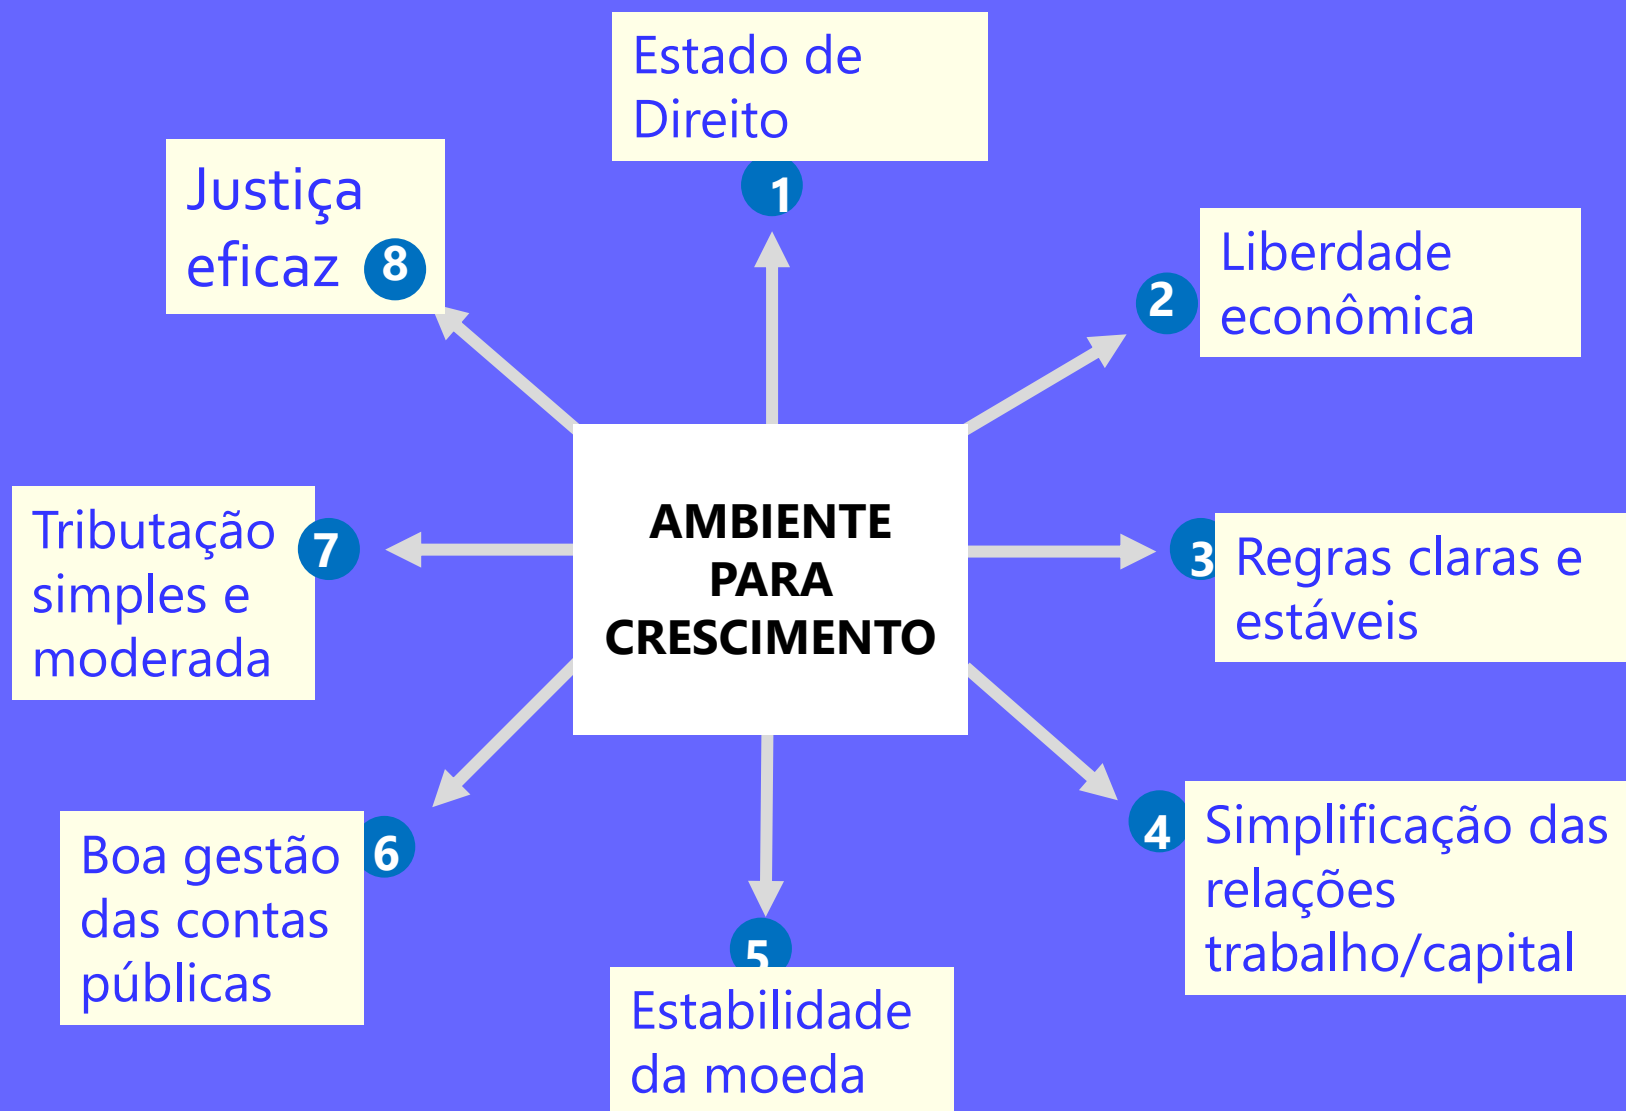 Estado de
Direito
1
Liberdade
econômica
2
Regras claras e
estáveis
3
Simplificação das
relações
trabalho/capital
4
Estabilidade
da moeda
5
Boa gestão
das contas
públicas
6
Tributação
simples e
moderada
7
Justiça
eficaz
8
AMBIENTE
PARA
CRESCIMENTO